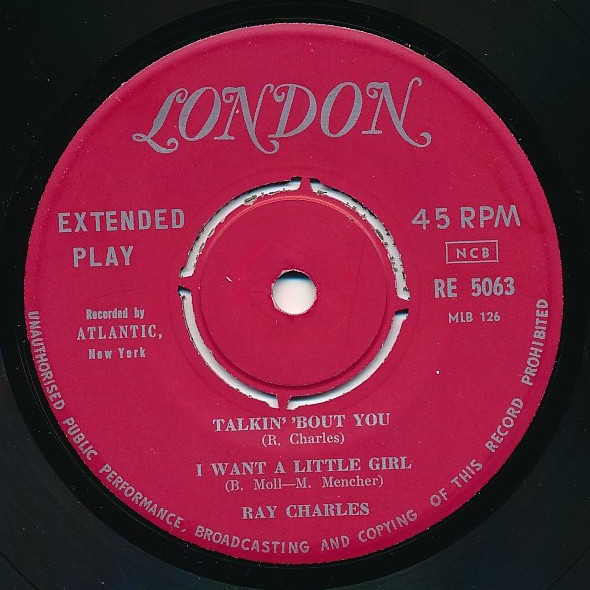 LONDON
EXTENDED
PLAY
45 RPM
NCB
RE 5063
MLB 126
Recorded by
ATLANTIC,
New York
TALKIN' 'BOUT YOU
(R. Charles)
I WANT A LITTLE GIRL
(B. Moll—M. Mencher)
RAY CHARLES
UNAUTHORISED PUBLIC PERFORMANCE, BROADCASTING AND COPYING OF THIS RECORD PROHIBITED